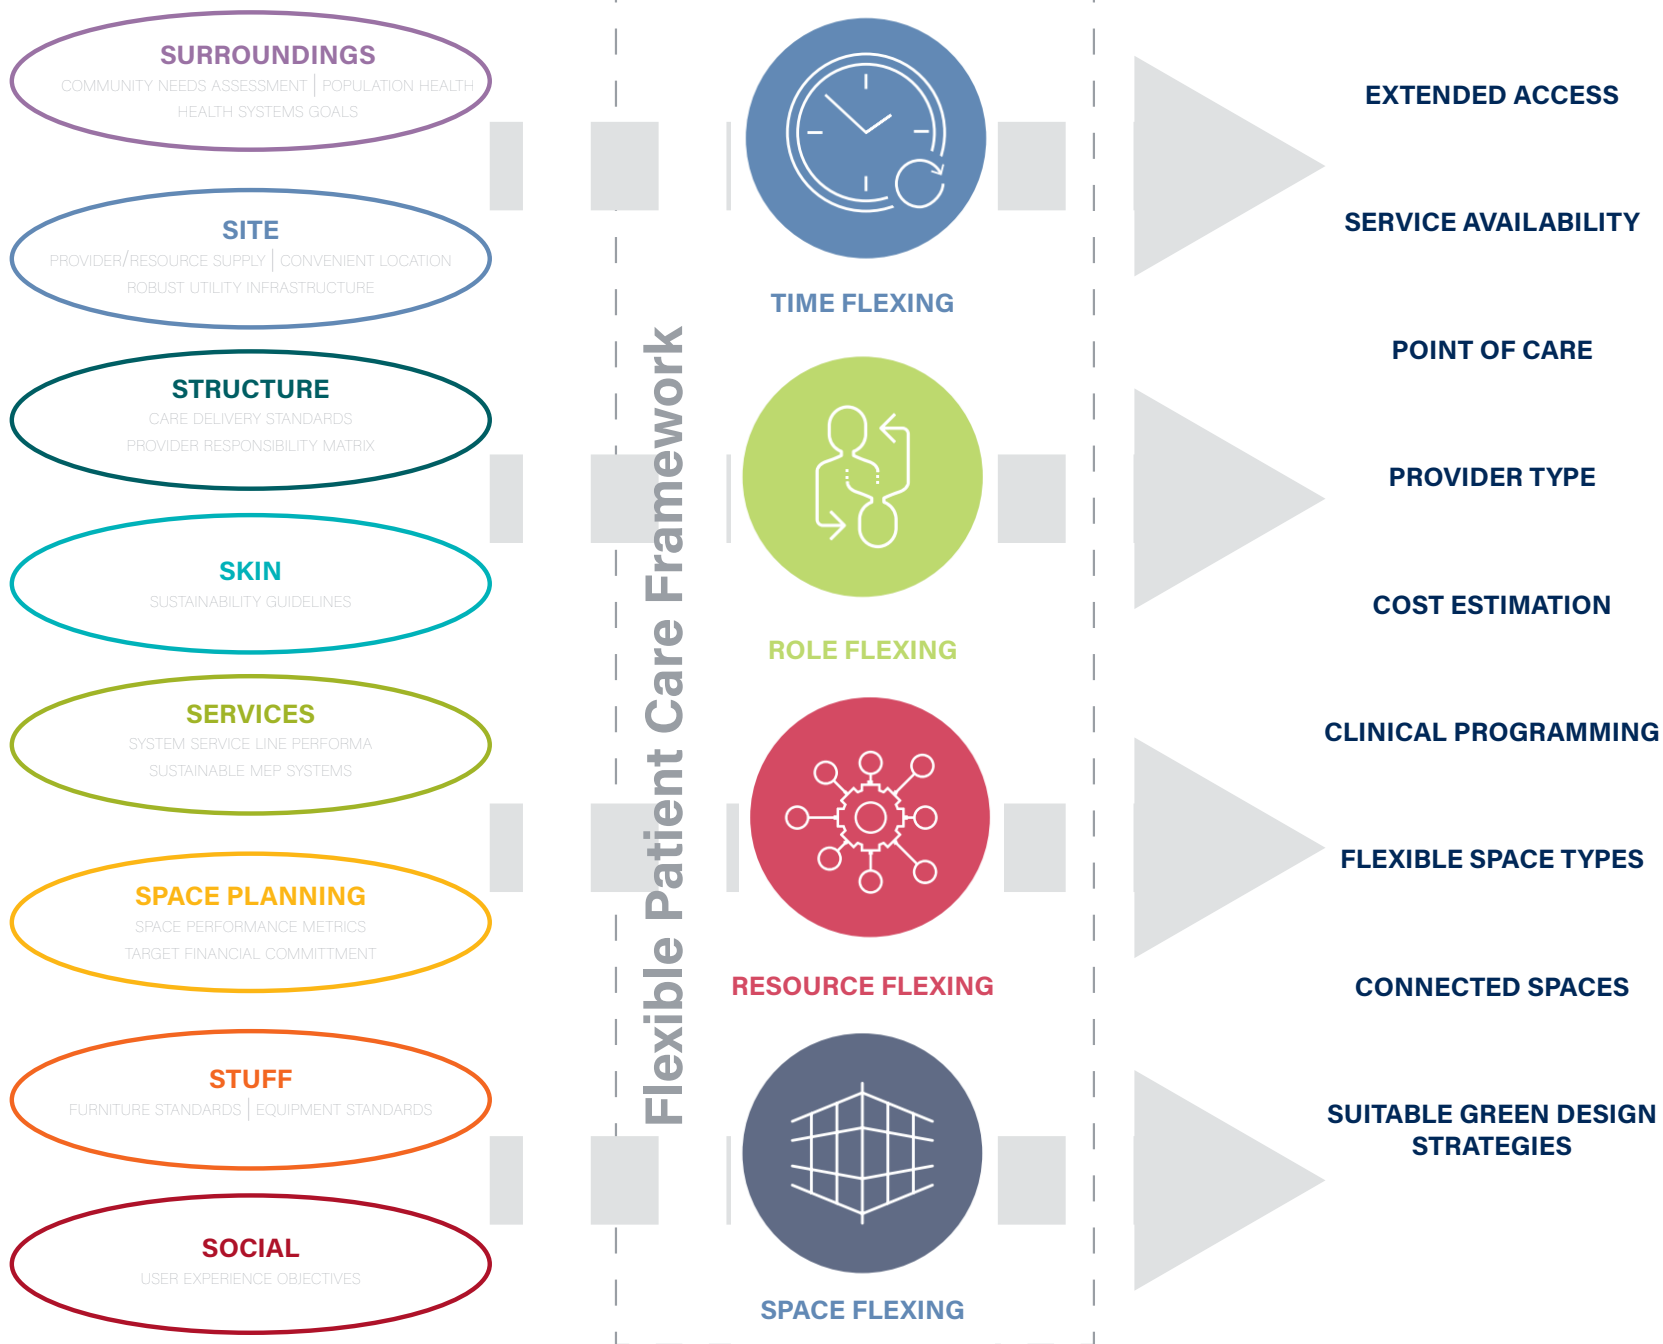 SURROUNDINGS
COMMUNITY NEEDS ASSESSMENT | POPULATION HEALTH
HEALTH SYSTEMS GOALS
SITE
PROVIDER/RESOURCE SUPPLY | CONVENIENT LOCATION
ROBUST UTILITY INFRASTRUCTURE
STRUCTURE
CARE DELIVERY STANDARDS
PROVIDER RESPONSIBILITY MATRIX
SKIN
SUSTAINABILITY GUIDELINES
SERVICES
SYSTEM SERVICE LINE PERFORMA
SUSTAINABLE MEP SYSTEMS
SPACE PLANNING
SPACE PERFORMANCE METRICS
TARGET FINANCIAL COMMITTMENT
STUFF
FURNITURE STANDARDS | EQUIPMENT STANDARDS
SOCIAL
USER EXPERIENCE OBJECTIVES
Flexible Patient Care Framework
TIME FLEXING
ROLE FLEXING
RESOURCE FLEXING
SPACE FLEXING
EXTENDED ACCESS
SERVICE AVAILABILITY
POINT OF CARE
PROVIDER TYPE
COST ESTIMATION
CLINICAL PROGRAMMING
FLEXIBLE SPACE TYPES
CONNECTED SPACES
SUITABLE GREEN DESIGN
STRATEGIES